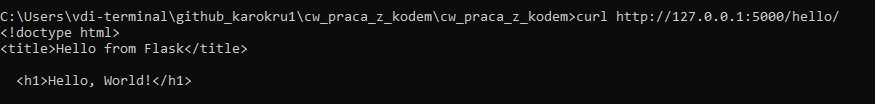 C:\Users\vdi-terminal\github_karokru1\cw_praca_z_kodem\cw_praca_z_kodem>curl http://127.0.0.1:5000/hello/
<!doctype html>
<title>Hello from Flask</title>
<h1>Hello, World!</h1>